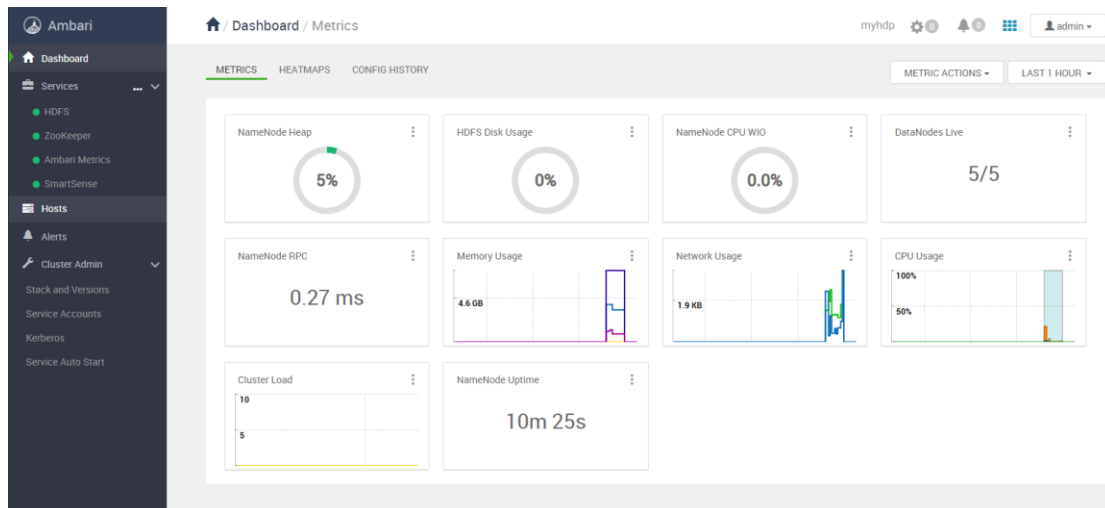 Ambari
Dashboard
Services
...
HDFS
ZooKeeper
Ambari Metrics
SmartSense
Hosts
Alerts
Cluster Admin
Stack and Versions
Service Accounts
Kerberos
Service Auto Start
/ Dashboard / Metrics
myhdp 0 0 admin
METRICS HEATMAPS CONFIG HISTORY
METRIC ACTIONS LAST 1 HOUR
NameNode Heap
5%
HDFS Disk Usage
0%
NameNode CPU WIO
0.0%
DataNodes Live
5/5
NameNode RPC
0.27 ms
Memory Usage
4.6 GB
Network Usage
1.9 KB
CPU Usage
100%
50%
Cluster Load
10
5
NameNode Uptime
10m 25s